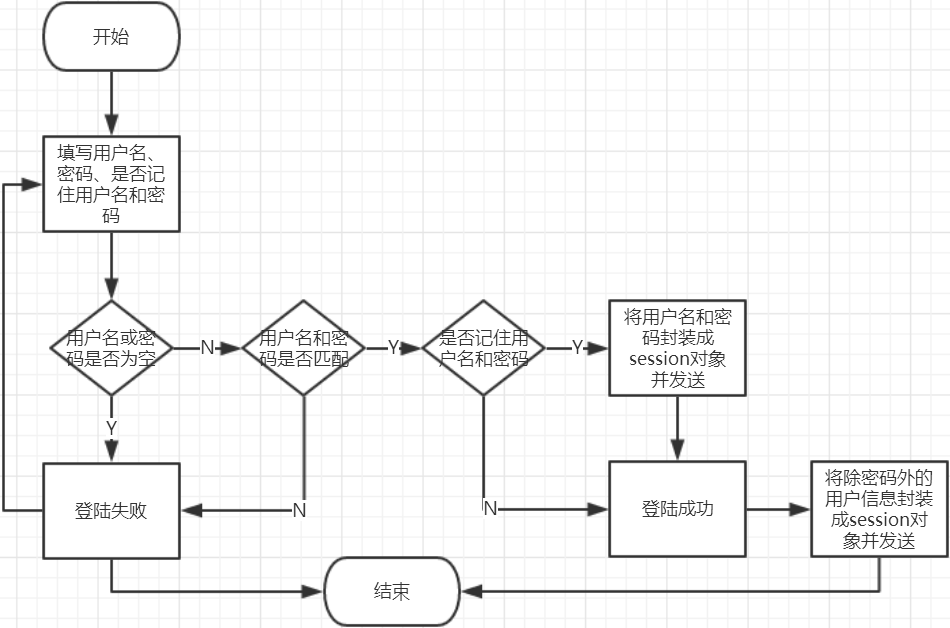 开始
填写用户名、
密码、是否记
住用户名和密
码
用户名或密
码是否为空
N
用户名和密
码是否匹配
Y
是否记住用
户名和密码
Y
将用户名和密
码封装成
session对象
并发送
Y
登陆失败
N
N
登陆成功
将除密码外的
用户信息封装
成session对
象并发送
结束